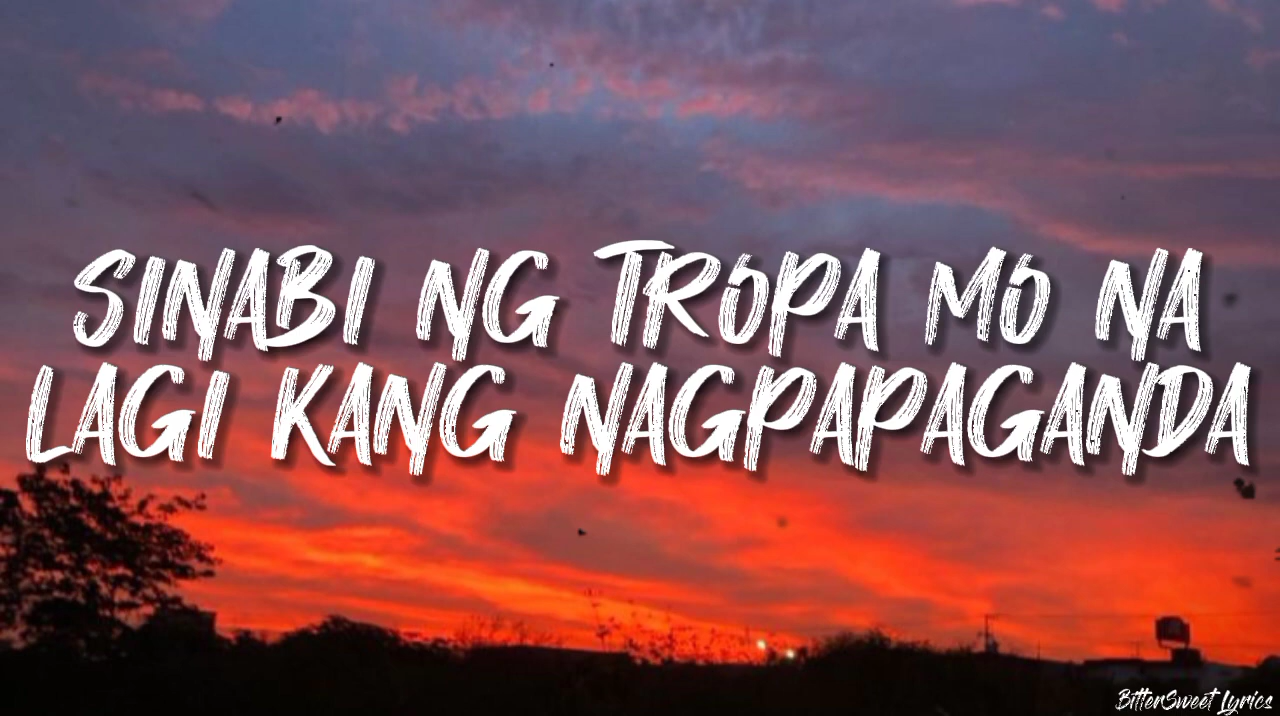 SINABI NG TROPA MO NA
LAGI KANG NAGPAPAGANDA
BitterSweet Lyrics